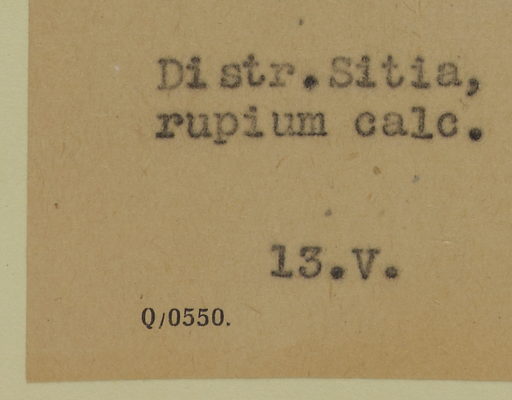 Distr.Sitia,
rupium calc.
13.V.
Q/0550.